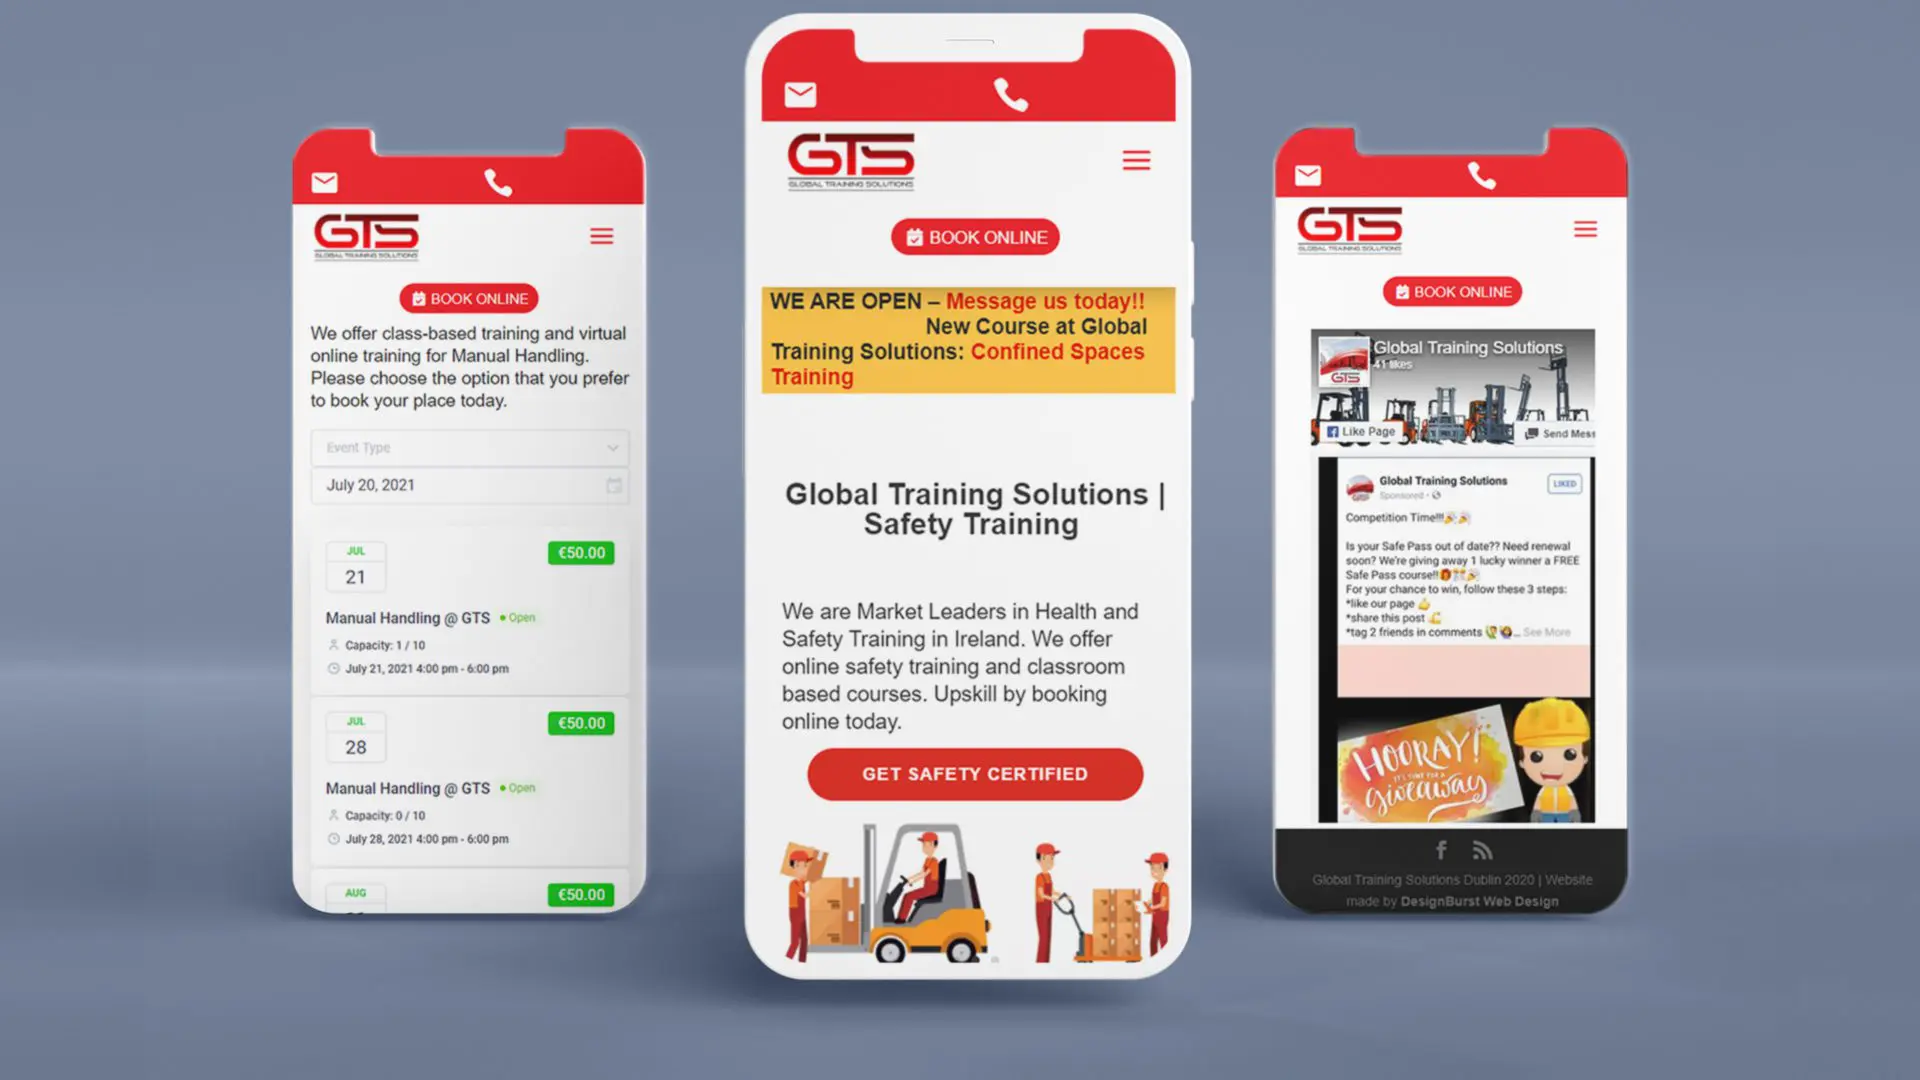 GTS
GLOBAL TRAINING SOLUTIONS
BOOK ONLINE
We offer class-based training and virtual
online training for Manual Handling.
Please choose the option that you prefer
to book your place today.
Event Type
July 20, 2021
JUL
21
€50.00
Manual Handling @ GTS
Open
Capacity: 1 / 10
July 21, 2021 4:00 pm - 6:00 pm
JUL
28
€50.00
Manual Handling @ GTS
Open
Capacity: 0 / 10
July 28, 2021 4:00 pm - 6:00 pm
AUG
€50.00
GTS
GLOBAL TRAINING SOLUTIONS
BOOK ONLINE
WE ARE OPEN – Message us today!!
New Course at Global
Training Solutions: Confined Spaces
Training
Global Training Solutions |
Safety Training
We are Market Leaders in Health and
Safety Training in Ireland. We offer
online safety training and classroom
based courses. Upskill by booking
online today.
GET SAFETY CERTIFIED
GTS
GLOBAL TRAINING SOLUTIONS
BOOK ONLINE
Global Training Solutions
41 likes
GTS
Like Page
Send Mess
Global Training Solutions
Sponsored
LIKED
Competition Time!!!🎉🎉
Is your Safe Pass out of date?? Need renewal
soon? We're giving away 1 lucky winner a FREE
Safe Pass course!!
For your chance to win, follow these 3 steps:
*like our page 👍
*share this post
*tag 2 friends in comments ... See More
HOORAY!
IT'S TIME FOR A
giveaway
Global Training Solutions Dublin 2020 | Website
made by DesignBurst Web Design